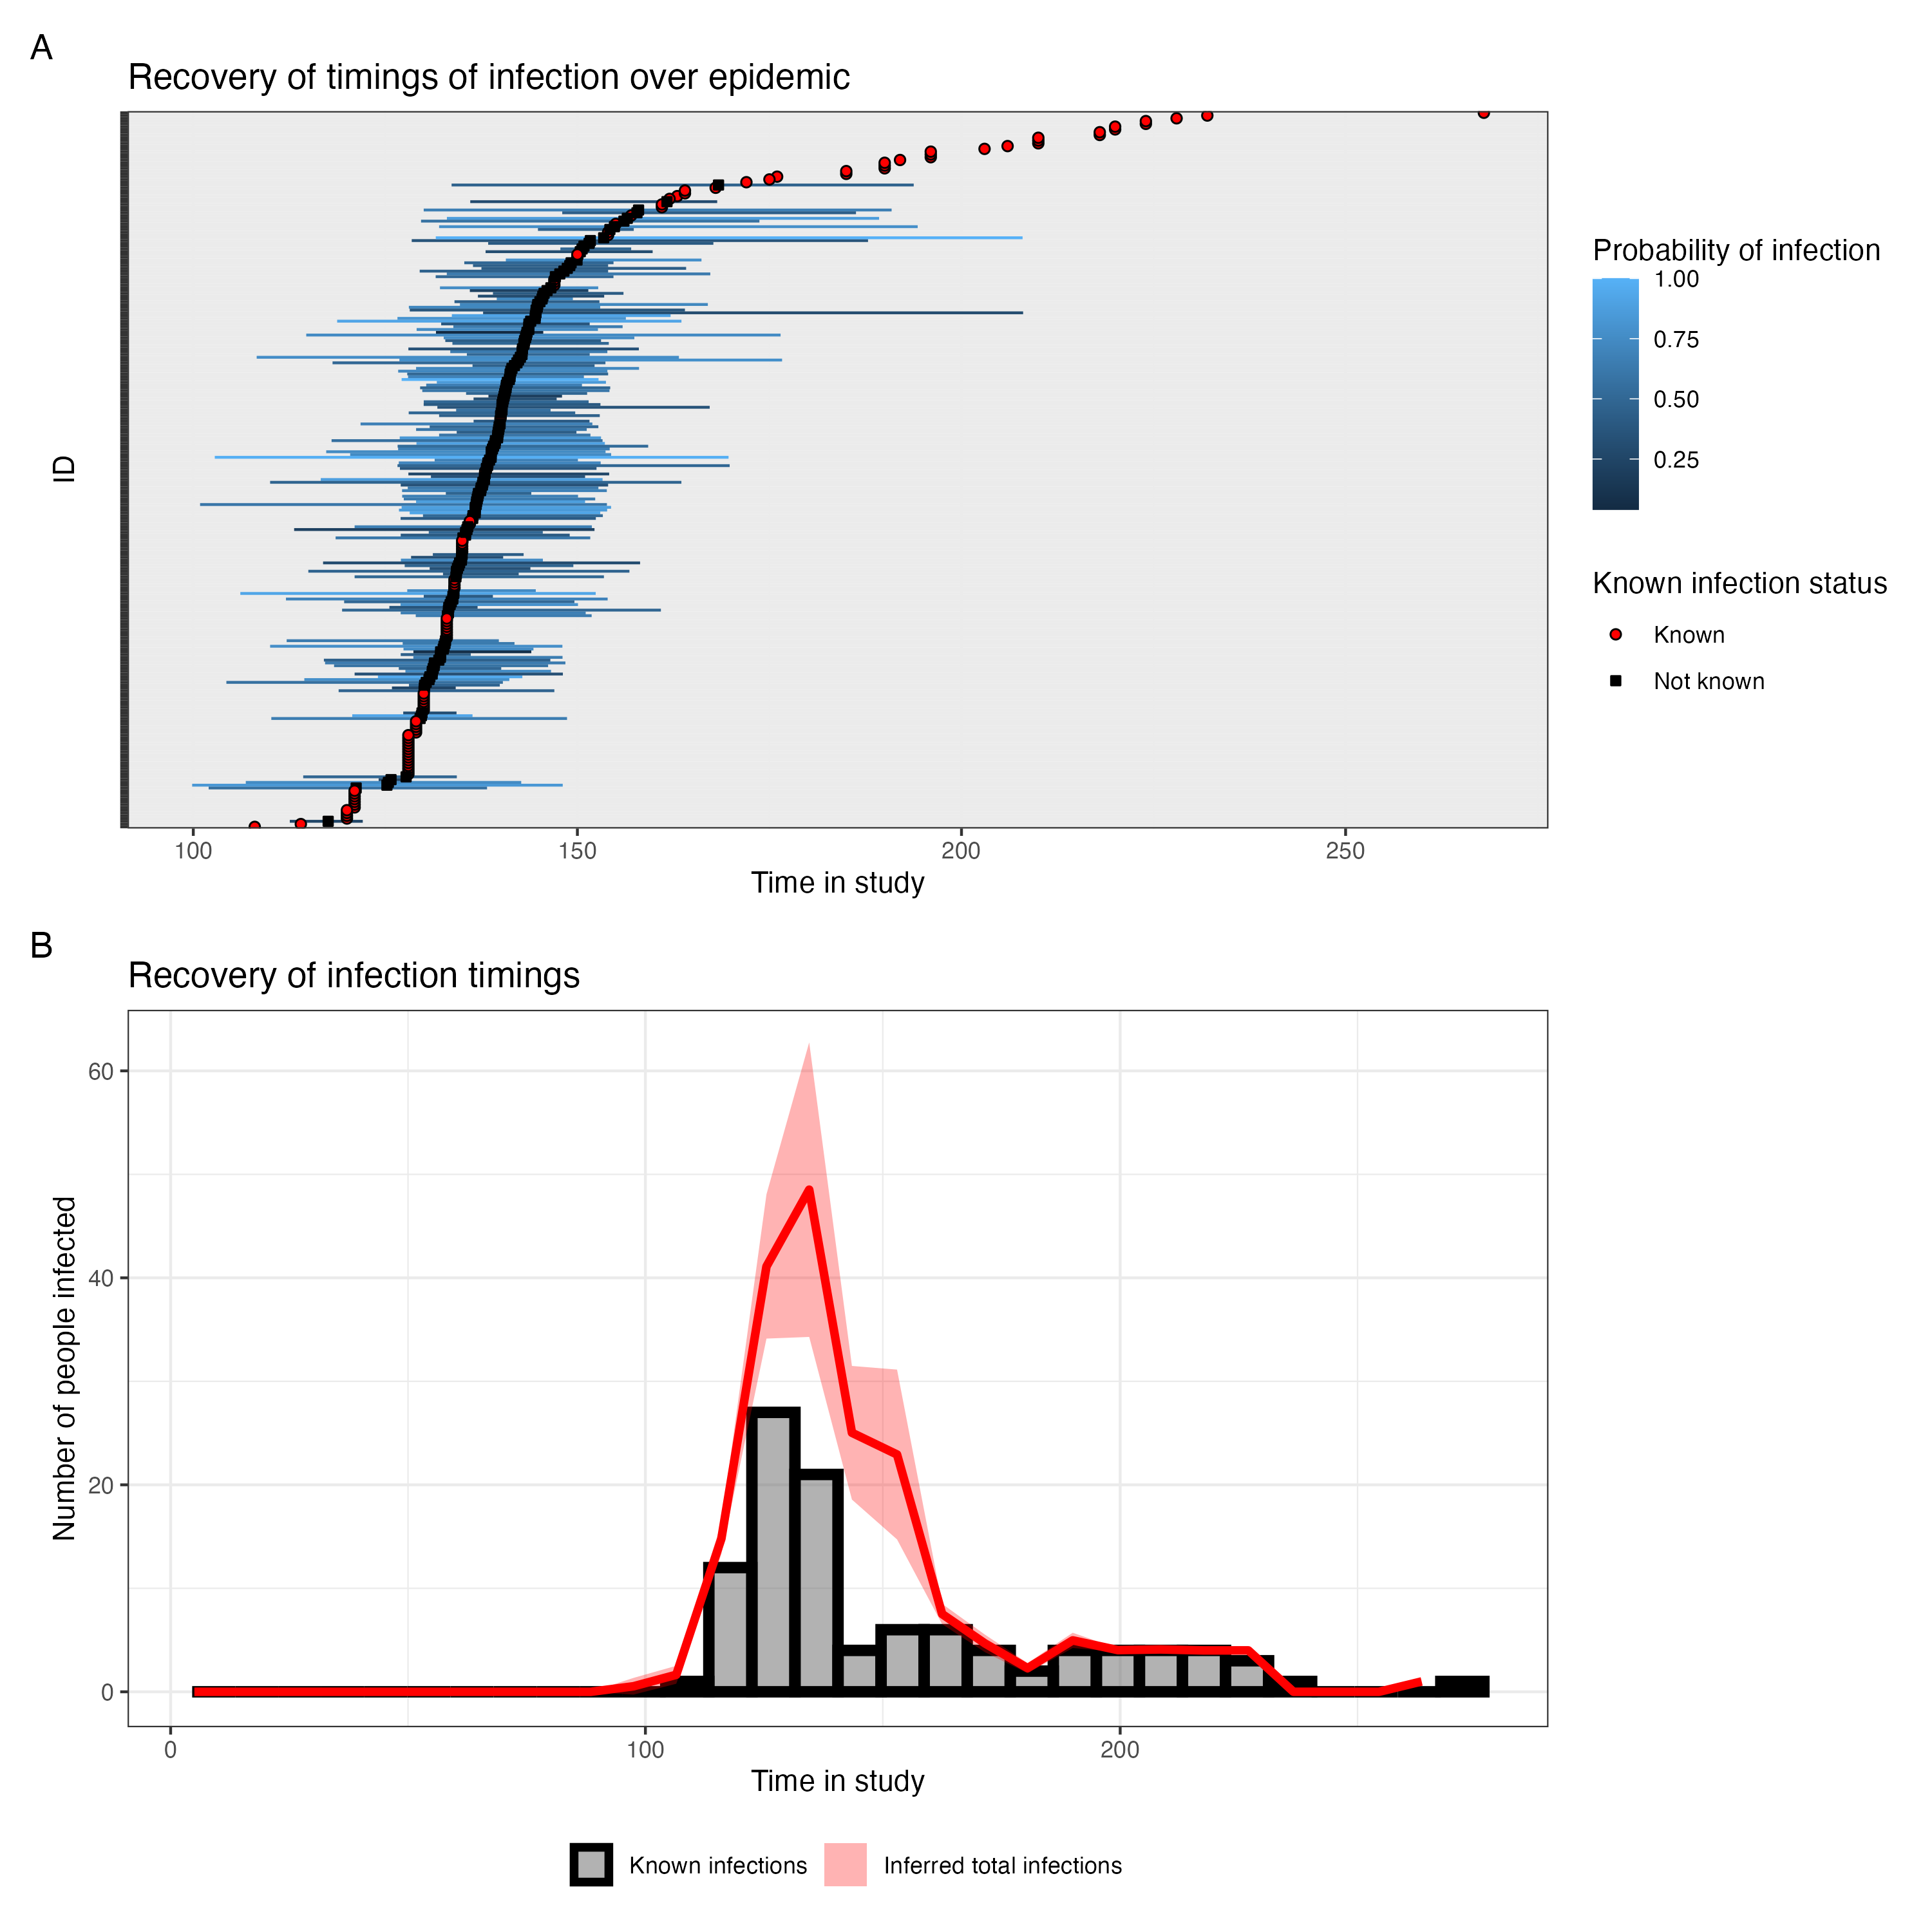 A
Recovery of timings of infection over epidemic
ID
100 150 200 250
Time in study
Probability of infection
1.00
0.75
0.50
0.25
Known infection status
Known
Not known
B
Recovery of infection timings
Number of people infected
60
40
20
0
0 100 200
Time in study
Known infections Inferred total infections